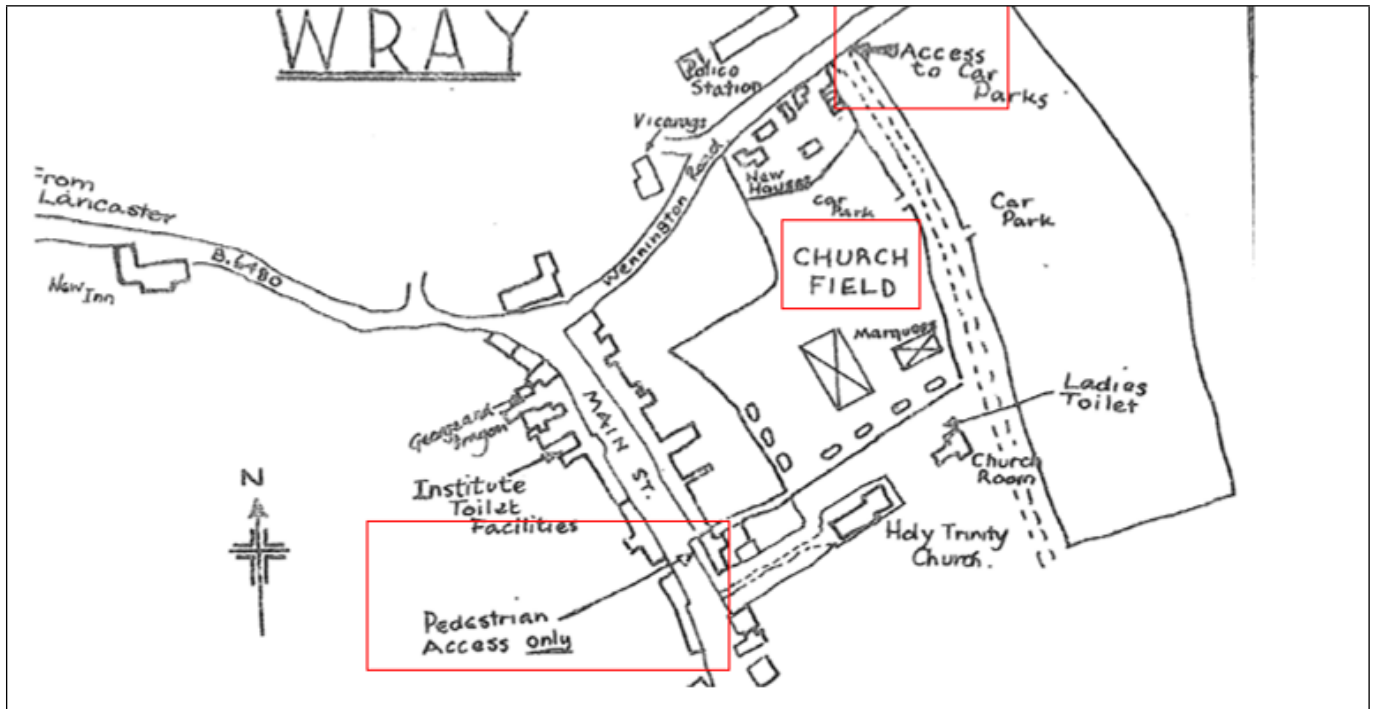 WRAY
Access
to Car
Parks
Police
Station
Vicarage
Wennington Road
New
Houses
Car
Park
Car
Park
From
Lancaster
B.6480
New Inn
CHURCH
FIELD
Marquees
Ladies
Toilet
George and
Dragon
MAIN ST.
Church
Room
N
Institute
Toilet
Facilities
Holy Trinity
Church.
Pedestrian
Access only